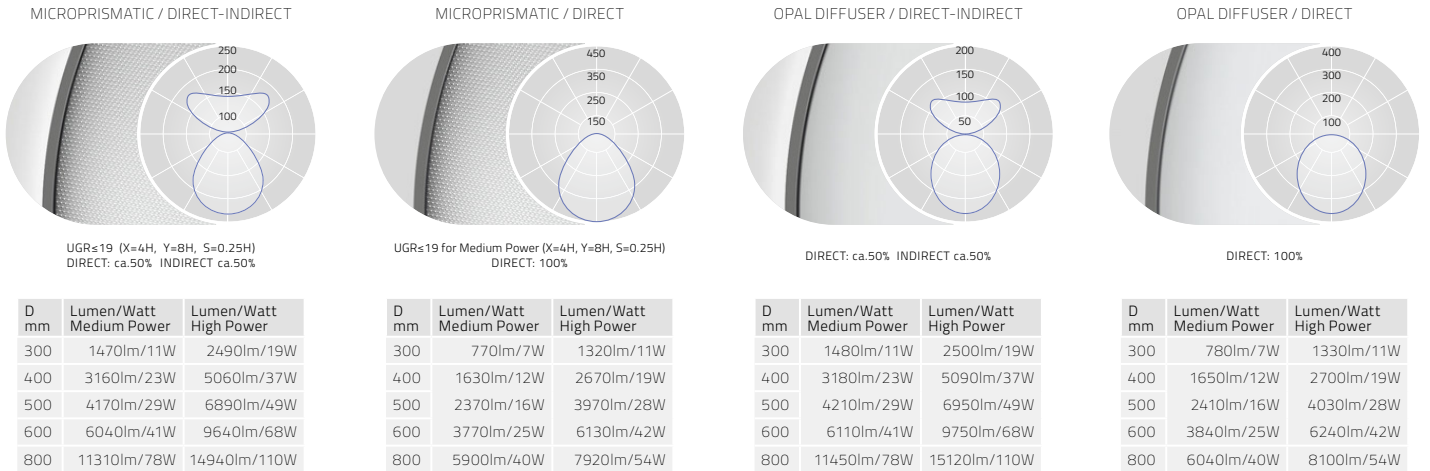 MICROPRISMATIC / DIRECT-INDIRECT
250
200
150
100
UGR≤19 (X=4H, Y=8H, S=0.25H)
DIRECT: ca.50% INDIRECT ca.50%
D mm Lumen/Watt Medium Power Lumen/Watt High Power
300 1470lm/11W 2490lm/19W
400 3160lm/23W 5060lm/37W
500 4170lm/29W 6890lm/49W
600 6040lm/41W 9640lm/68W
800 11310lm/78W 14940lm/110W
MICROPRISMATIC / DIRECT
450
350
250
150
UGR≤19 for Medium Power (X=4H, Y=8H, S=0.25H)
DIRECT: 100%
D mm Lumen/Watt Medium Power Lumen/Watt High Power
300 770lm/7W 1320lm/11W
400 1630lm/12W 2670lm/19W
500 2370lm/16W 3970lm/28W
600 3770lm/25W 6130lm/42W
800 5900lm/40W 7920lm/54W
OPAL DIFFUSER / DIRECT-INDIRECT
200
150
100
50
DIRECT: ca.50% INDIRECT ca.50%
D mm Lumen/Watt Medium Power Lumen/Watt High Power
300 1480lm/11W 2500lm/19W
400 3180lm/23W 5090lm/37W
500 4210lm/29W 6950lm/49W
600 6110lm/41W 9750lm/68W
800 11450lm/78W 15120lm/110W
OPAL DIFFUSER / DIRECT
400
300
200
100
DIRECT: 100%
D mm Lumen/Watt Medium Power Lumen/Watt High Power
300 780lm/7W 1330lm/11W
400 1650lm/12W 2700lm/19W
500 2410lm/16W 4030lm/28W
600 3840lm/25W 6240lm/42W
800 6040lm/40W 8100lm/54W